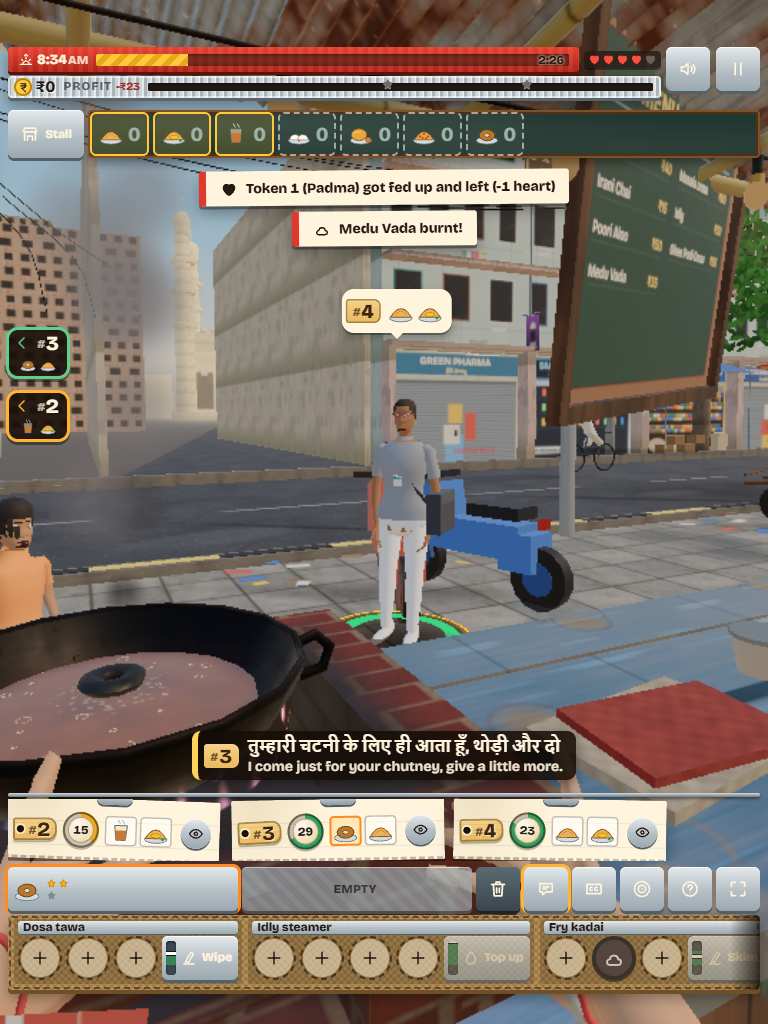 8:34AM
2:26
₹0 PROFIT -₹23
Stall
0 0 0 0 0 0 0
Token 1 (Padma) got fed up and left (-1 heart)
Medu Vada burnt!
Irani Chai
Poori Aloo
Medu Vada
#4
GREEN PHARMA
#3
#2
#3 तुम्हारी चटनी के लिए ही आता हूँ, थोड़ी और दो
I come just for your chutney, give a little more.
#2 15
#3 29
#4 23
EMPTY
CC
Dosa tawa
Idly steamer
Fry kadai
Wipe
Top up